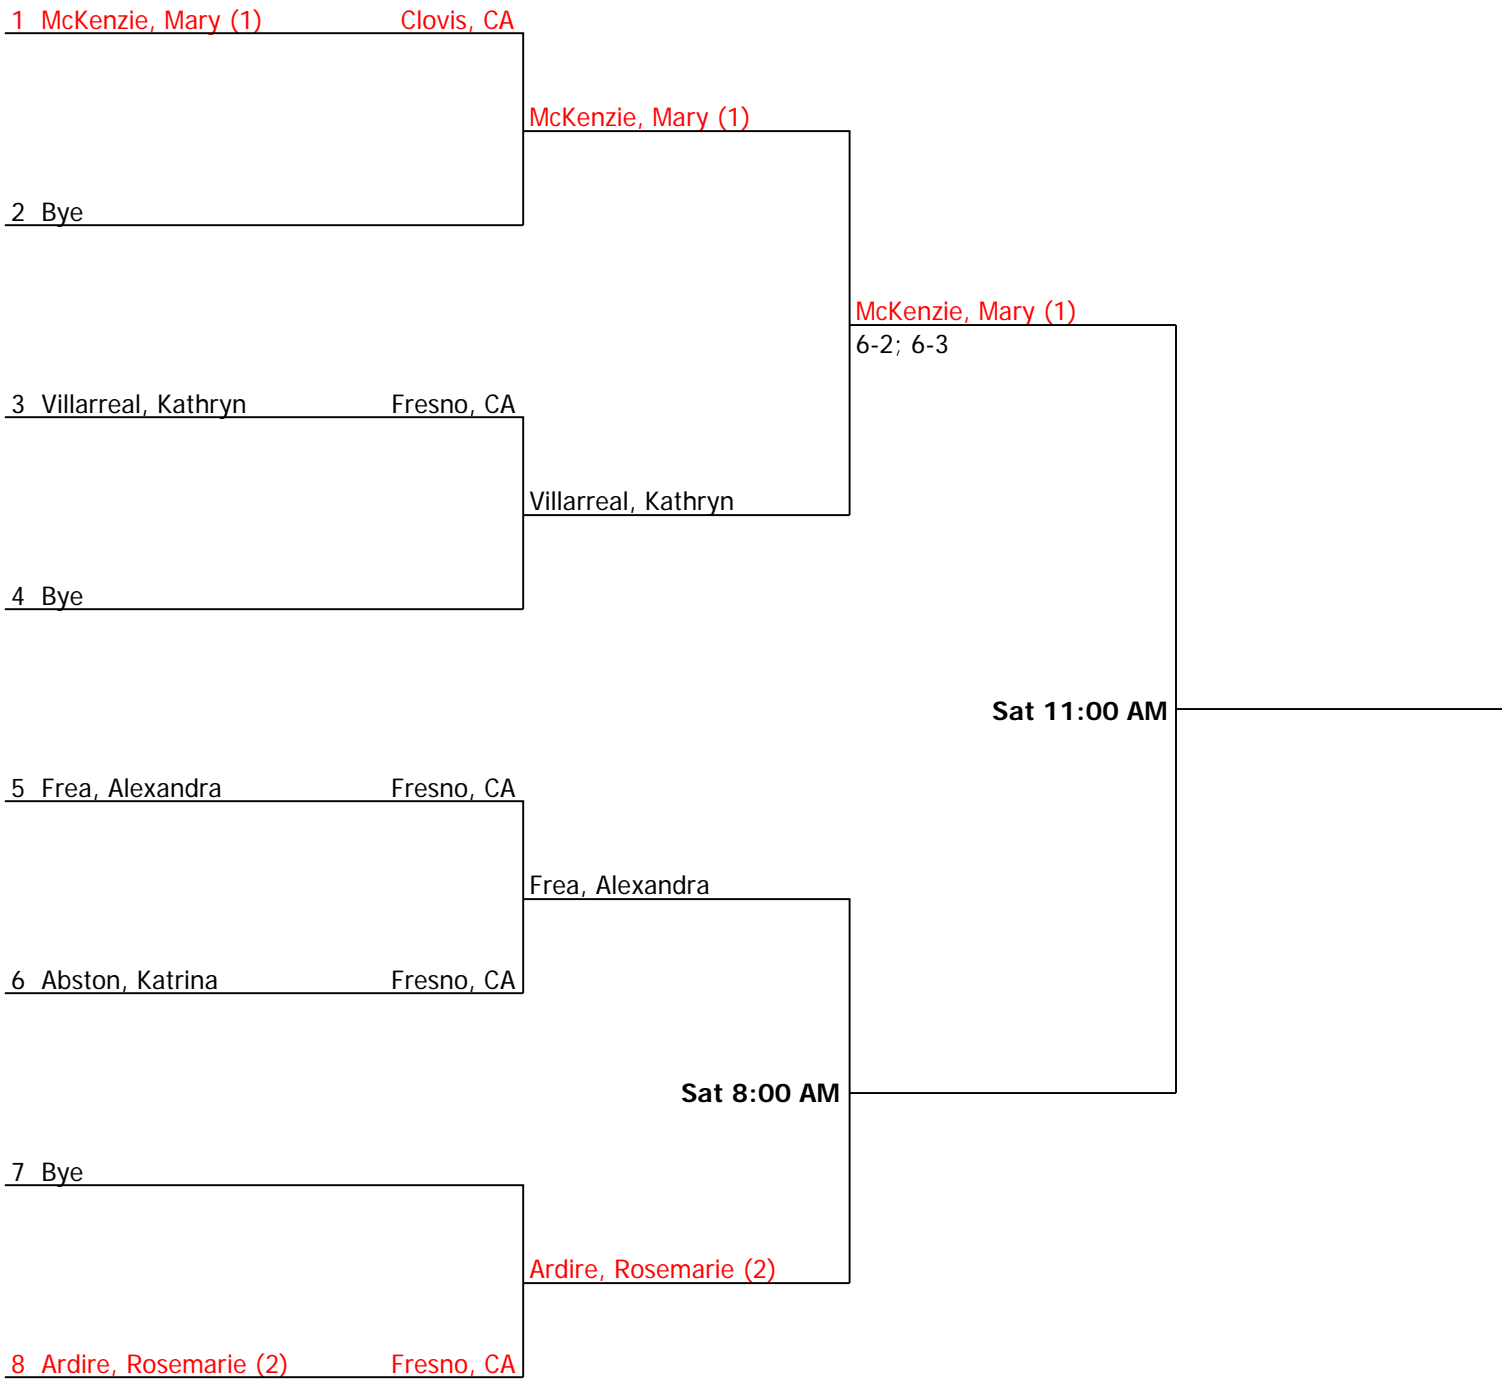 1 McKenzie, Mary (1) Clovis, CA
McKenzie, Mary (1)
2 Bye
McKenzie, Mary (1)
6-2; 6-3
3 Villarreal, Kathryn Fresno, CA
Villarreal, Kathryn
4 Bye
Sat 11:00 AM
5 Frea, Alexandra Fresno, CA
Frea, Alexandra
6 Abston, Katrina Fresno, CA
Sat 8:00 AM
7 Bye
Ardire, Rosemarie (2)
8 Ardire, Rosemarie (2) Fresno, CA